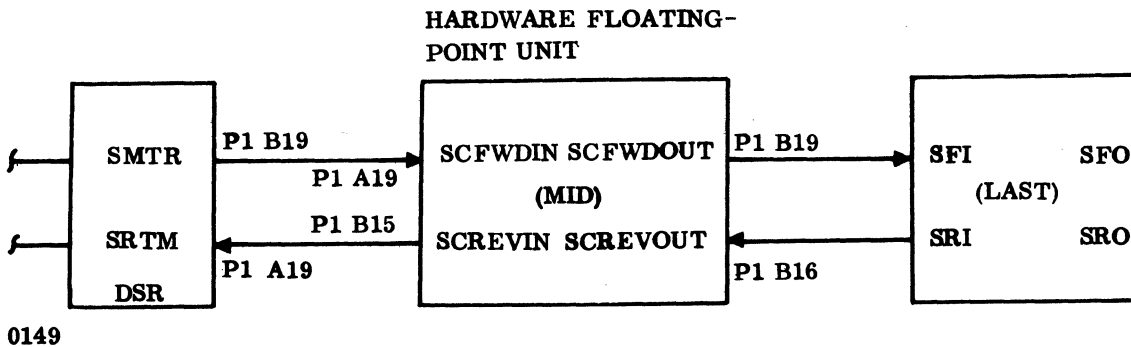 HARDWARE FLOATING-
POINT UNIT
SMTR
P1 B19
P1 A19
SCFWDIN SCFWDOUT
(MID)
P1 B19
SFI SFO
(LAST)
SRTM
P1 B15
P1 A19
SCREVIN SCREVOUT
P1 B16
SRI SRO
DSR
0149